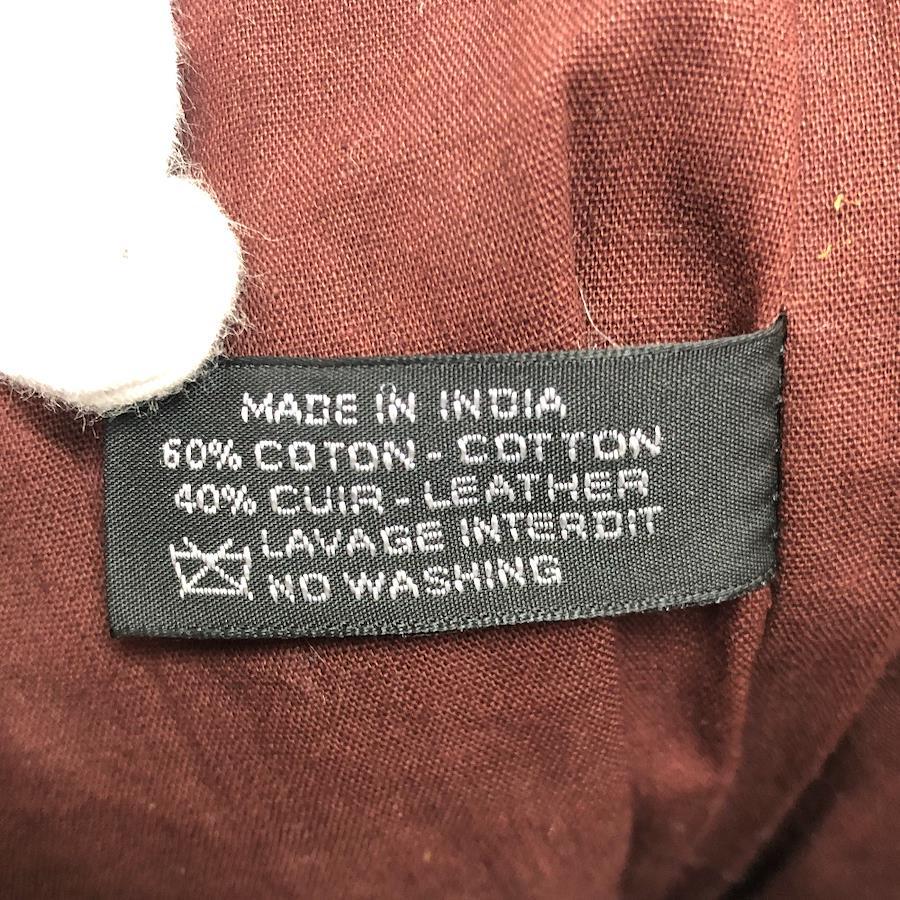 MADE IN INDIA
60% COTON - COTTON
40% CUIR - LEATHER
LAVAGE INTERDIT
NO WASHING